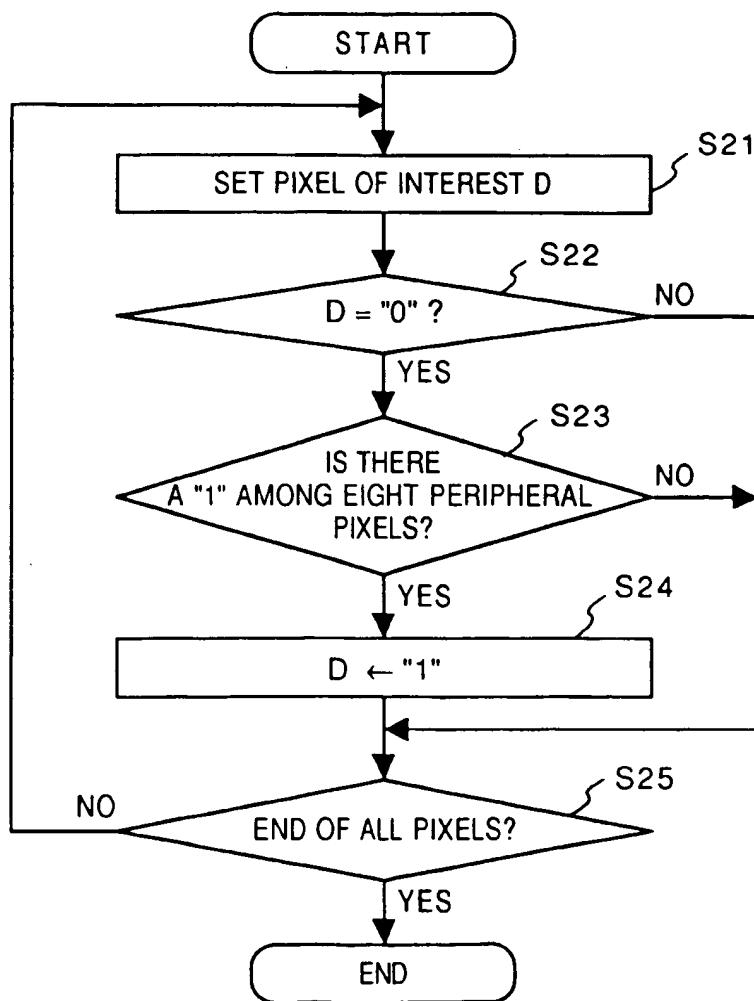 START
S21
SET PIXEL OF INTEREST D
S22
D = "0" ?
NO
YES
S23
IS THERE
A "1" AMONG EIGHT PERIPHERAL
PIXELS?
NO
YES
S24
D ← "1"
S25
NO
END OF ALL PIXELS?
YES
END